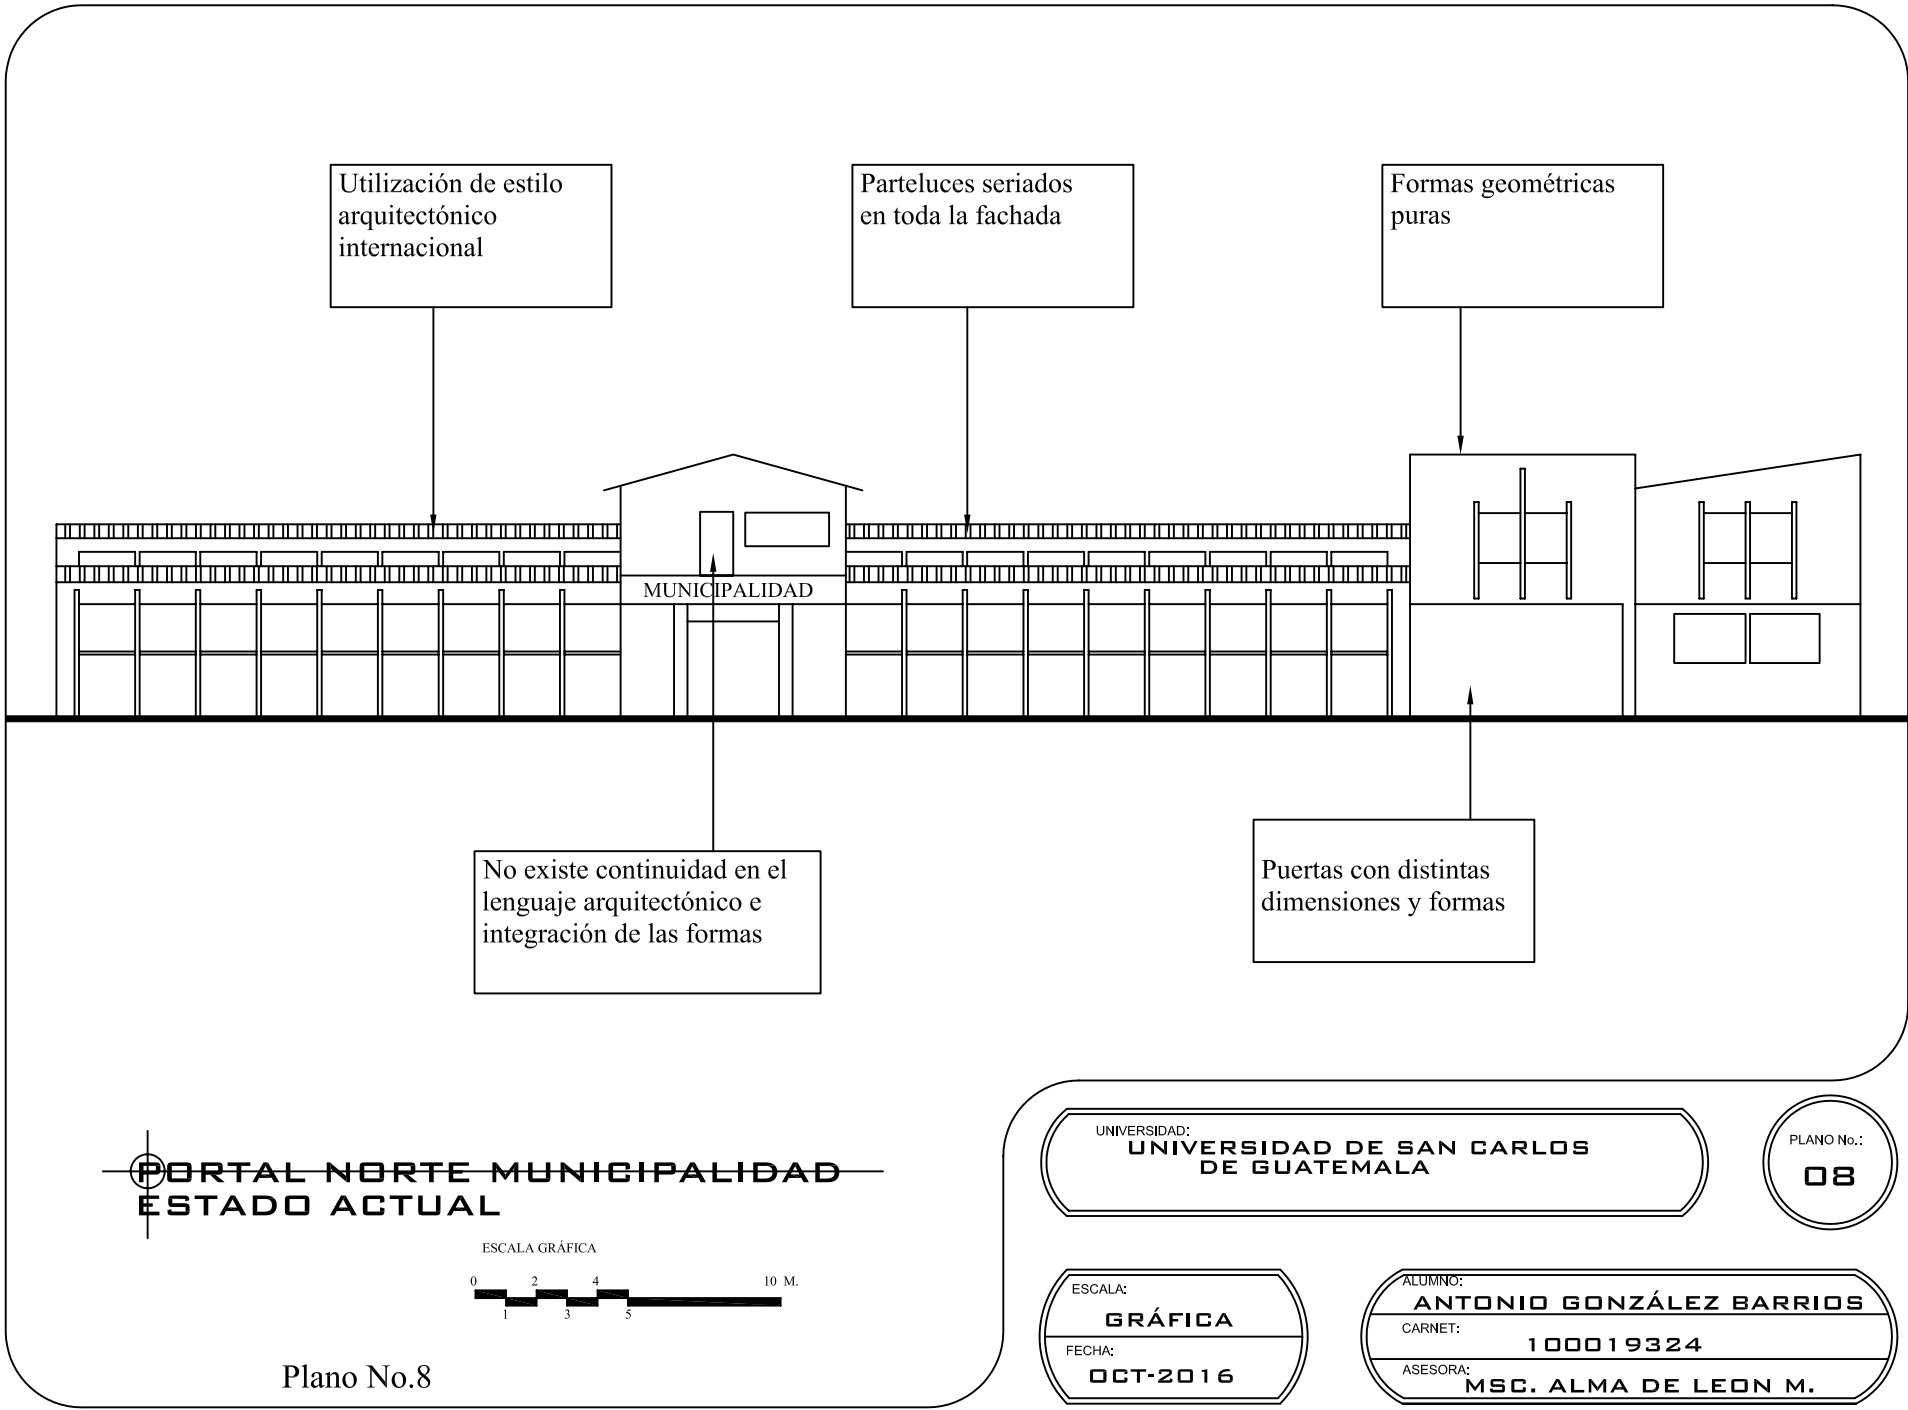 Utilización de estilo
arquitectónico
internacional
Parteluces seriados
en toda la fachada
Formas geométricas
puras
MUNICIPALIDAD
No existe continuidad en el
lenguaje arquitectónico e
integración de las formas
Puertas con distintas
dimensiones y formas
PORTAL NORTE MUNICIPALIDAD
ESTADO ACTUAL
ESCALA GRÁFICA
0 2 4 10 M.
1 3 5
Plano No.8
UNIVERSIDAD:
UNIVERSIDAD DE SAN CARLOS
DE GUATEMALA
PLANO No.:
08
ESCALA:
GRÁFICA
FECHA:
OCT-2016
ALUMNO:
ANTONIO GONZÁLEZ BARRIOS
CARNET:
100019324
ASESORA:
MSC. ALMA DE LEON M.